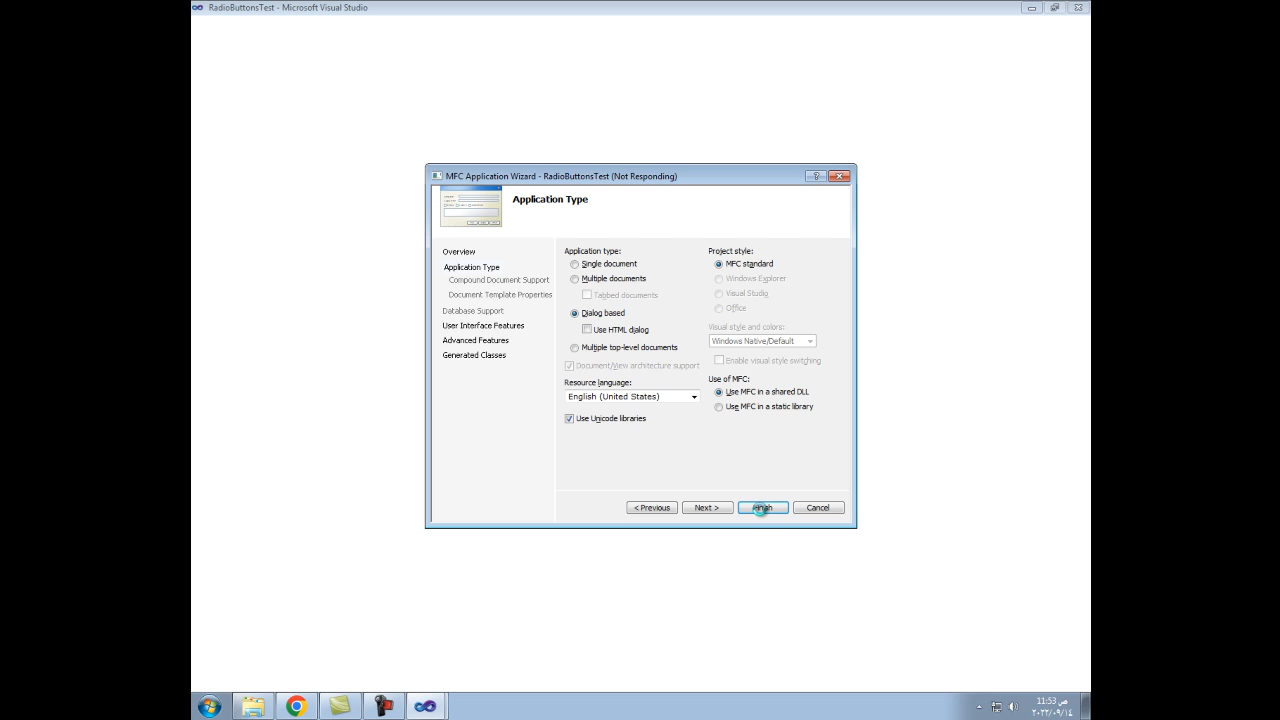 RadioButtonsTest - Microsoft Visual Studio
MFC Application Wizard - RadioButtonsTest (Not Responding)
Application Type
Overview
Application Type
Compound Document Support
Document Template Properties
Database Support
User Interface Features
Advanced Features
Generated Classes
Application type:
Single document
Multiple documents
Tabbed documents
Dialog based
Use HTML dialog
Multiple top-level documents
Document/View architecture support
Resource language:
English (United States)
Use Unicode libraries
Project style:
MFC standard
Windows Explorer
Visual Studio
Office
Visual style and colors:
Windows Native/Default
Enable visual style switching
Use of MFC:
Use MFC in a shared DLL
Use MFC in a static library
< Previous
Next >
Finish
Cancel
11:53 ص
٢٠٢٢/٠٩/١٤